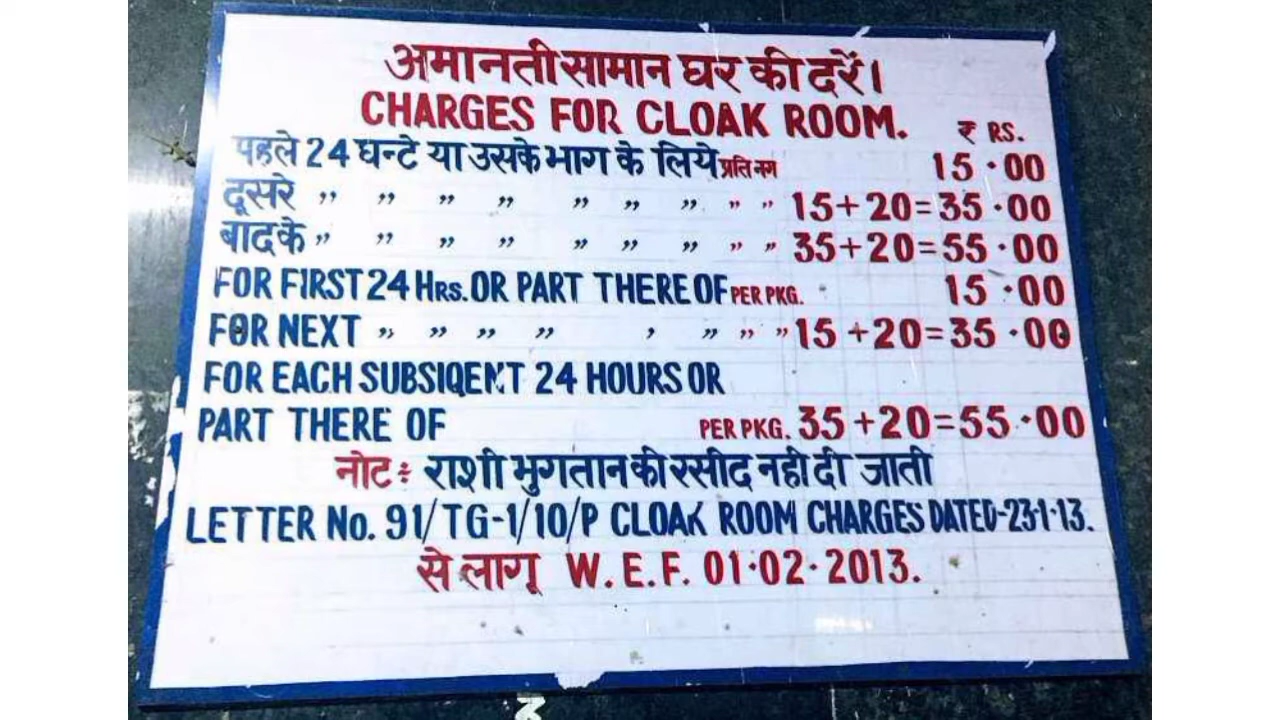 अमानती सामान घर की दरें।
CHARGES FOR CLOAK ROOM. ₹ RS.
पहले 24 घन्टे या उसके भाग के लिये प्रति नग 15.00
दूसरे ” ” ” ” ” ” ” ” ” 15+20=35.00
बादके ” ” ” ” ” ” ” ” ” 35+20=55.00
FOR FIRST 24 HRS. OR PART THERE OF PER PKG. 15.00
FOR NEXT ” ” ” ” ’ ” ” ” 15+20=35.00
FOR EACH SUBSIQENT 24 HOURS OR
PART THERE OF PER PKG. 35+20=55.00
नोट : राशी भुगतान की रसीद नही दी जाती
LETTER No. 91/TG-1/10/P CLOAK ROOM CHARGES DATED-23.1.13.
से लागू W.E.F. 01.02.2013.